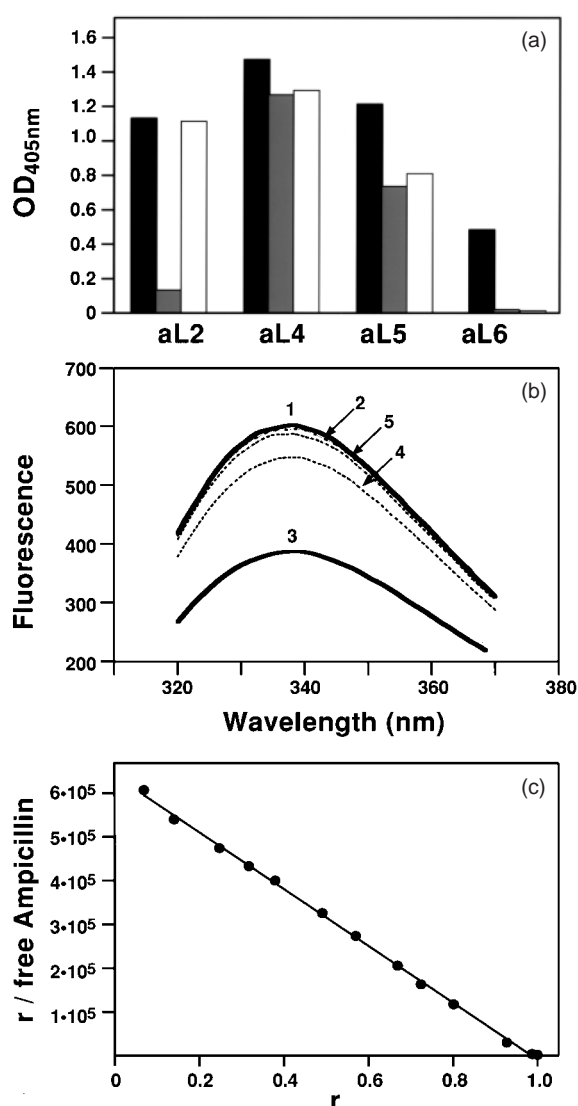 (a)
OD405nm
1.6
1.4
1.2
1.0
0.8
0.6
0.4
0.2
0
aL2 aL4 aL5 aL6
(b)
Fluorescence
700
600
500
400
300
200
1
2
5
4
3
320 340 360 380
Wavelength (nm)
(c)
r / free Ampicillin
6•10⁵
5•10⁵
4•10⁵
3•10⁵
2•10⁵
1•10⁵
0 0.2 0.4 0.6 0.8 1.0
r